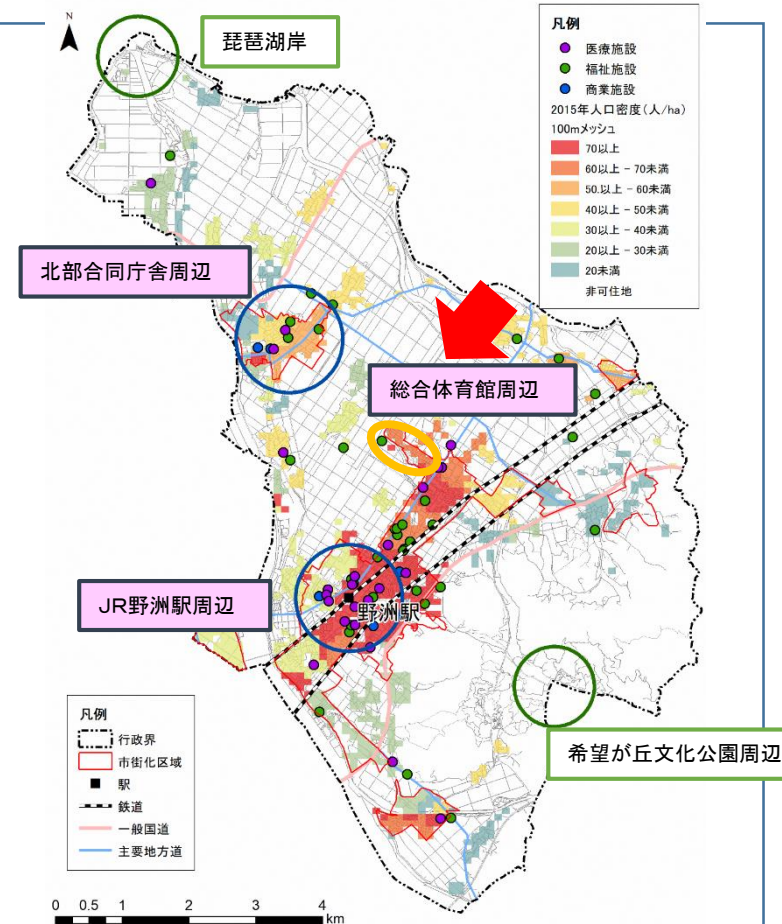 N
琵琶湖岸
凡例
医療施設
福祉施設
商業施設
2015年人口密度(人/ha)
100mメッシュ
70以上
60以上 - 70未満
50.以上 - 60未満
40以上 - 50未満
30以上 - 40未満
20以上 - 30未満
20未満
非可住地
北部合同庁舎周辺
総合体育館周辺
JR野洲駅周辺
野洲駅
希望が丘文化公園周辺
凡例
行政界
市街化区域
駅
鉄道
一般国道
主要地方道
0 0.5 1 2 3 4
km